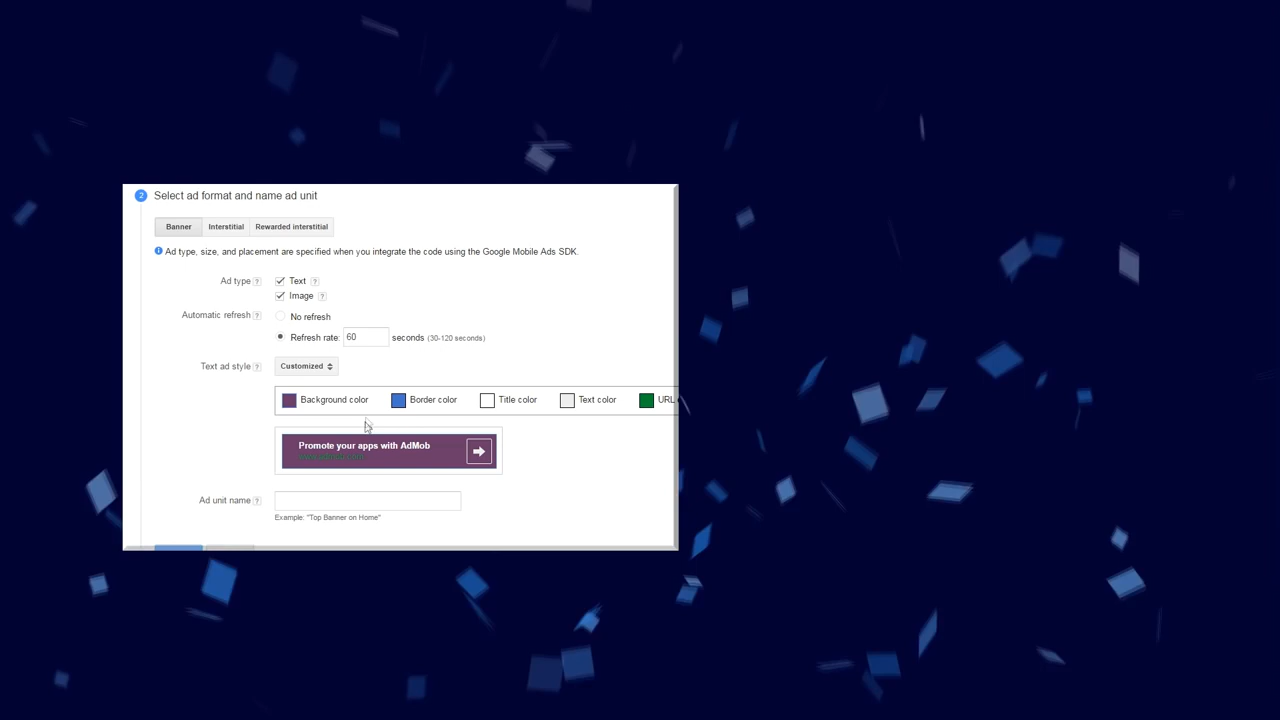 2 Select ad format and name ad unit
Banner Interstitial Rewarded interstitial
Ad type, size, and placement are specified when you integrate the code using the Google Mobile Ads SDK.
Ad type ? Text ?
Image ?
Automatic refresh ? No refresh
Refresh rate: 60 seconds (30-120 seconds)
Text ad style ? Customized
Background color Border color Title color Text color URL
Promote your apps with AdMob
Ad unit name ?
Example: "Top Banner on Home"